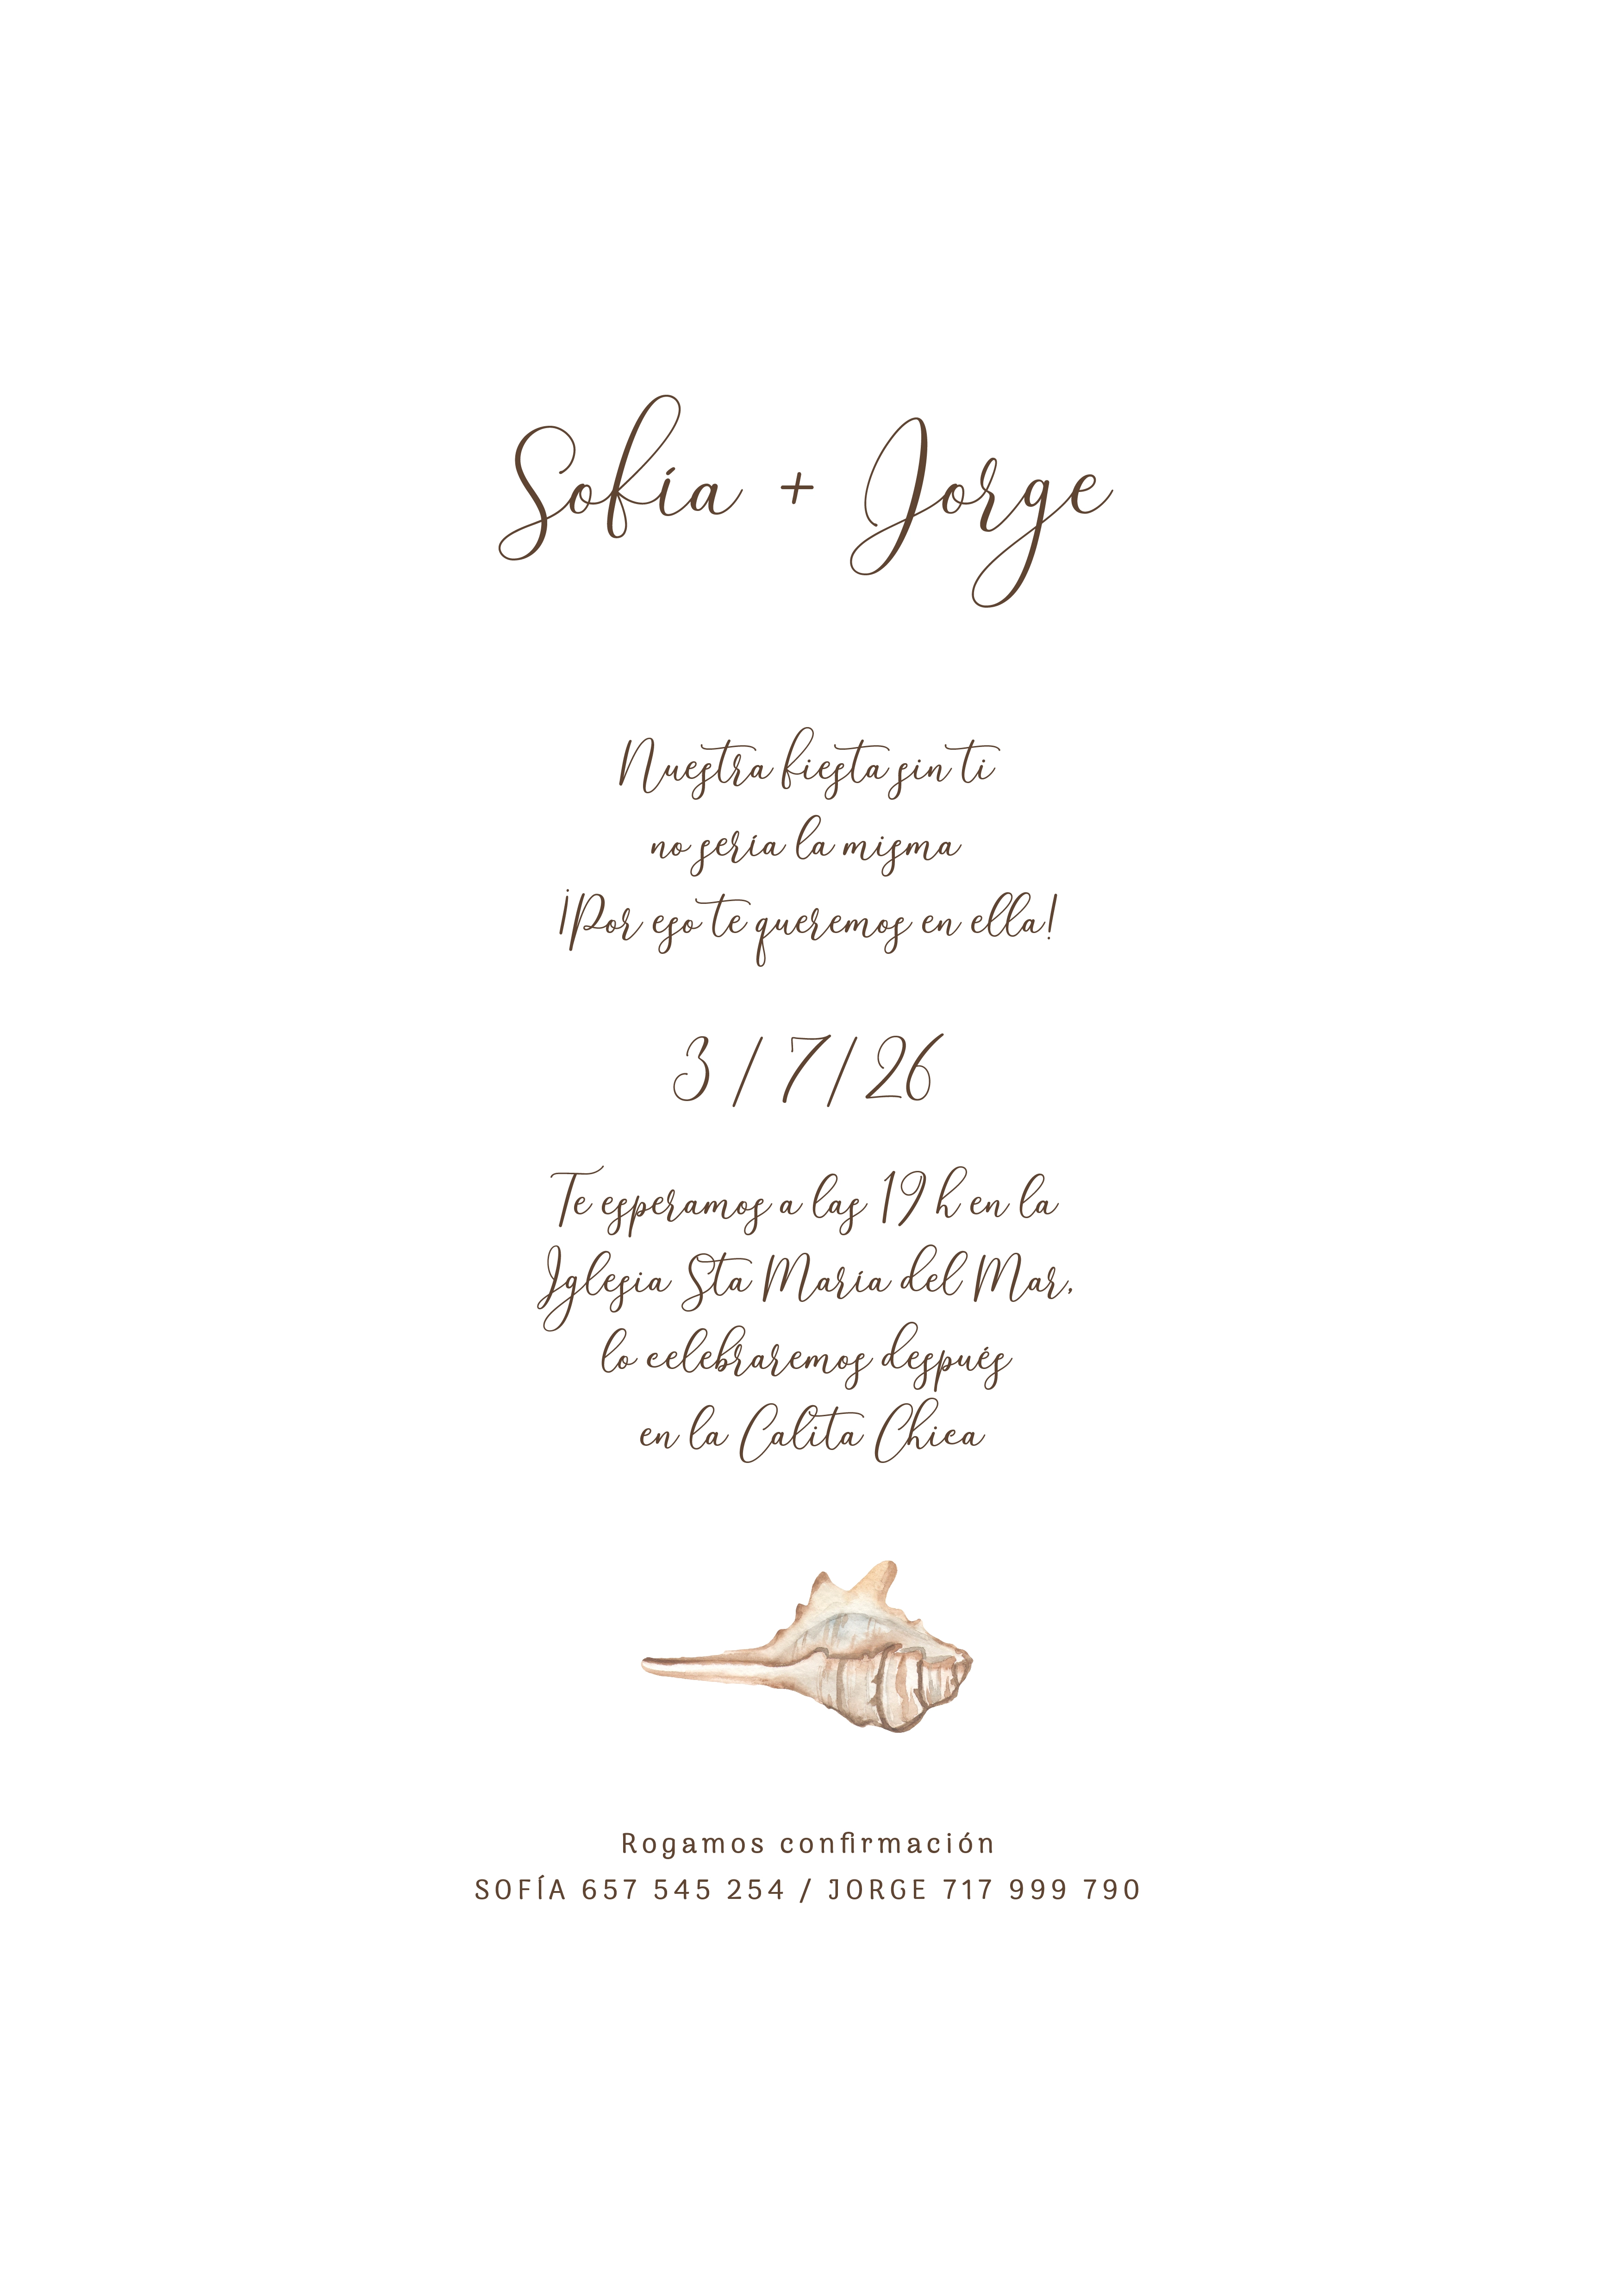 Sofía + Jorge
Nuestra fiesta sin ti
no sería la misma
¡Por eso te queremos en ella!
3 / 7 / 26
Te esperamos a las 19 h en la
Iglesia Sta María del Mar,
lo celebraremos después
en la Calita Chica
Rogamos confirmación
SOFÍA 657 545 254 / JORGE 717 999 790